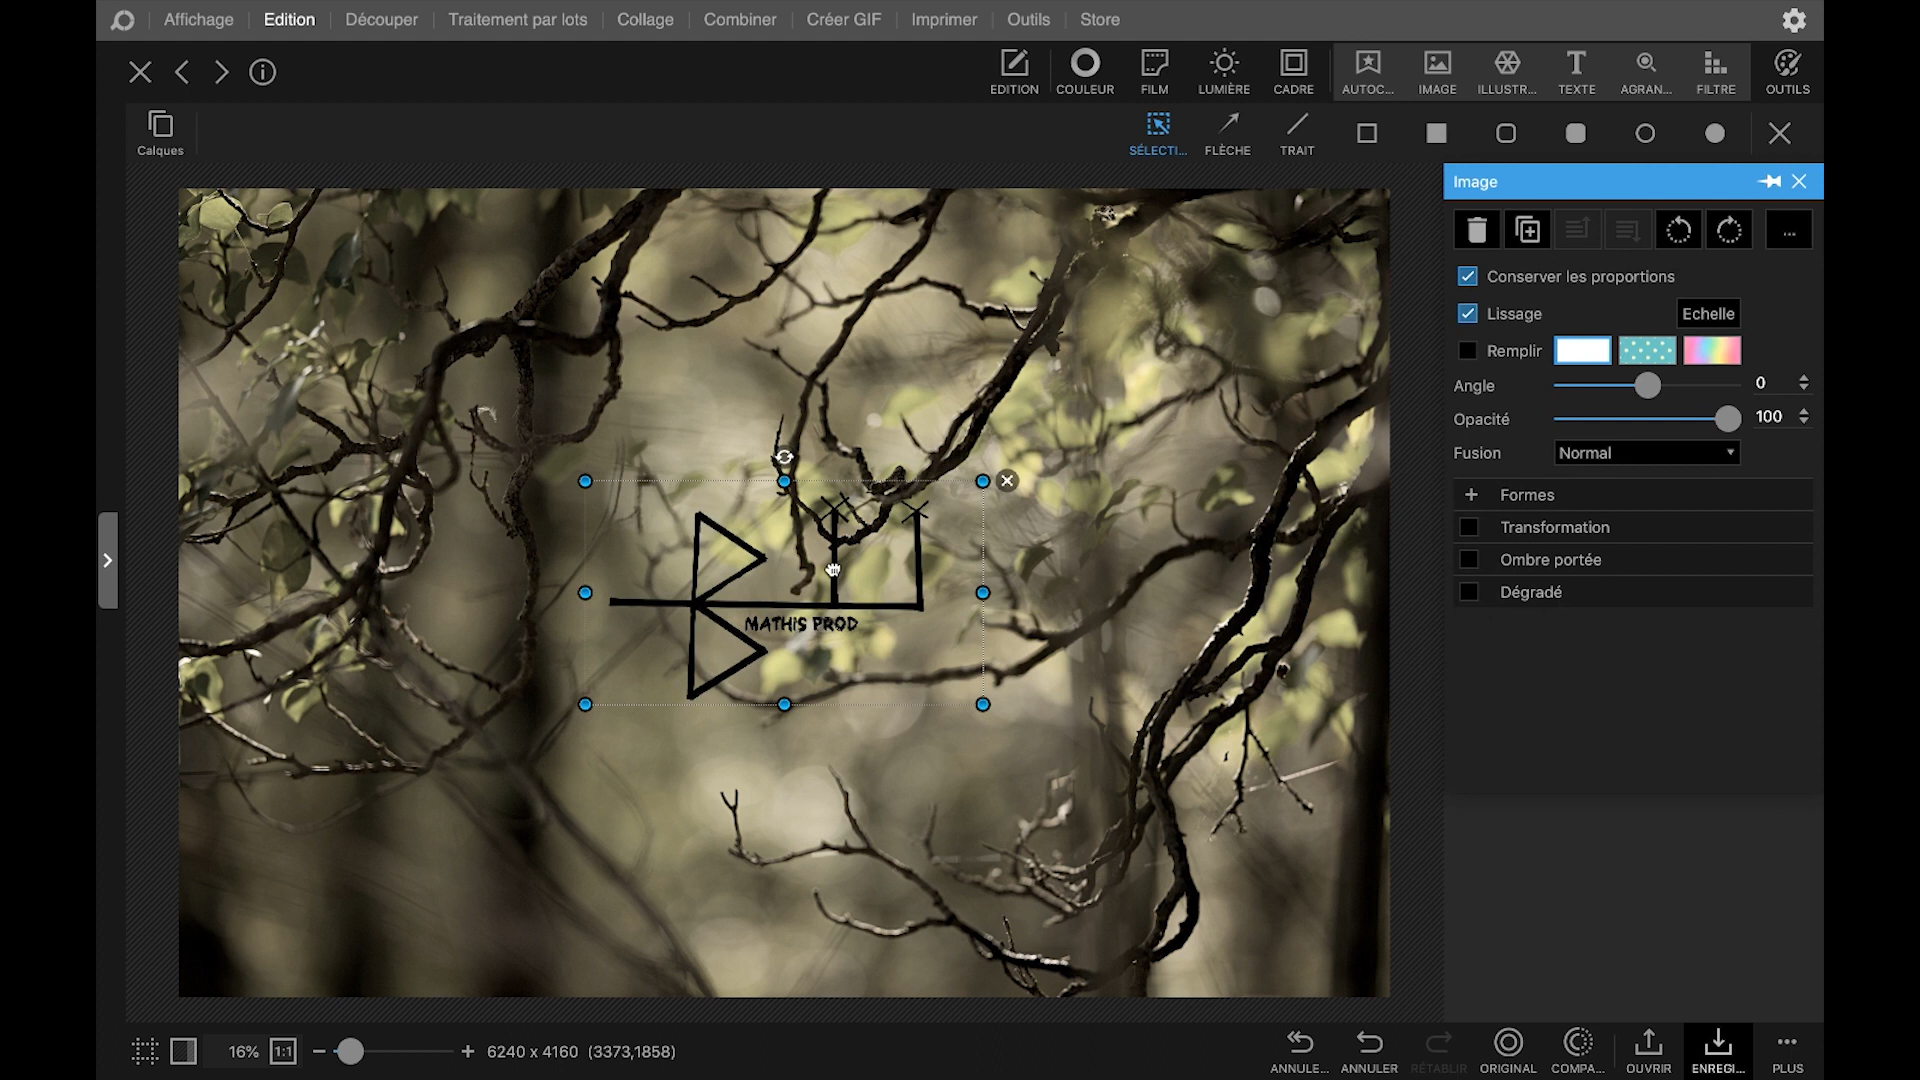 Affichage Edition Découper Traitement par lots Collage Combiner Créer GIF Imprimer Outils Store
EDITION COULEUR FILM LUMIÈRE CADRE AUTOC... IMAGE ILLUSTR... TEXTE AGRAN... FILTRE OUTILS
Calques SÉLECTI... FLÈCHE TRAIT
Image
...
Conserver les proportions
Lissage Echelle
Remplir
Angle 0
Opacité 100
Fusion Normal
Formes
Transformation
Ombre portée
Dégradé
MATHIS PROD
16% 1:1 6240 x 4160 (3373,1858)
ANNULE... ANNULER RÉTABLIR ORIGINAL COMPA... OUVRIR ENREGI... PLUS